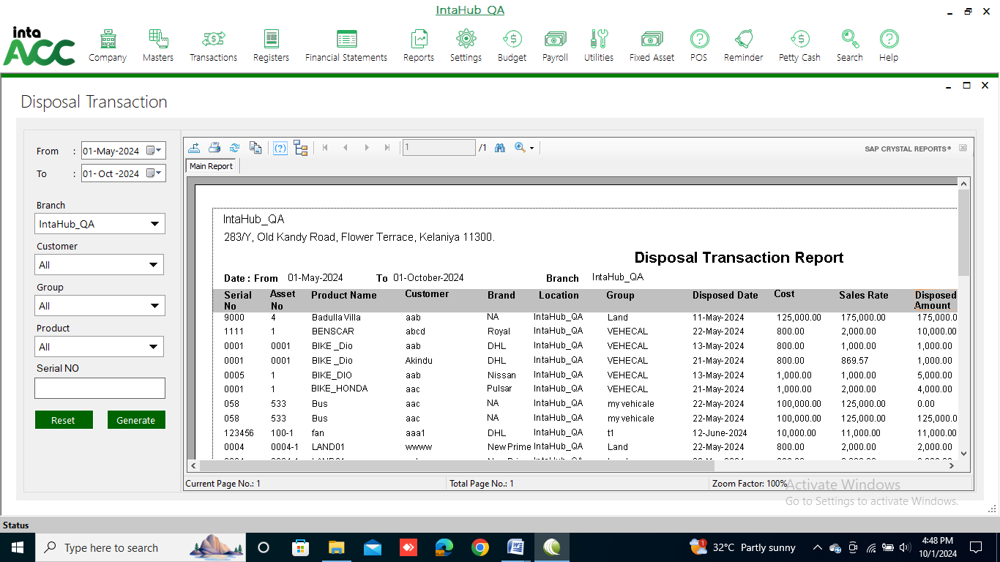 IntaHub_QA
inta
ACC
Company Masters Transactions Registers Financial Statements Reports Settings Budget Payroll Utilities Fixed Asset POS Reminder Petty Cash Search Help
Disposal Transaction
From : 01-May-2024
To : 01- Oct -2024
Branch
IntaHub_QA
Customer
All
Group
All
Product
All
Serial NO
Reset Generate
1 /1
SAP CRYSTAL REPORTS®
Main Report
IntaHub_QA
283/Y, Old Kandy Road, Flower Terrace, Kelaniya 11300.
Disposal Transaction Report
Date : From 01-May-2024 To 01-October-2024 Branch IntaHub_QA
Serial No Asset No Product Name Customer Brand Location Group Disposed Date Cost Sales Rate Disposed Amount
9000 4 Badulla Villa aab NA IntaHub_QA Land 11-May-2024 125,000.00 175,000.00 175,000.0
1111 1 BENSCAR abcd Royal IntaHub_QA VEHECAL 22-May-2024 800.00 2,000.00 10,000.00
0001 0001 BIKE _Dio aab DHL IntaHub_QA VEHECAL 13-May-2024 800.00 1,000.00 1,000.00
0001 0001 BIKE _Dio Akindu DHL IntaHub_QA VEHECAL 21-May-2024 800.00 869.57 1,000.00
0005 1 BIKE_DIO aab Nissan IntaHub_QA VEHECAL 13-May-2024 1,000.00 1,000.00 5,000.00
0001 1 BIKE_HONDA aac Pulsar IntaHub_QA VEHECAL 21-May-2024 1,000.00 2,000.00 4,000.00
058 533 Bus aac NA IntaHub_QA my vehicale 22-May-2024 100,000.00 125,000.00 0.00
058 533 Bus aac NA IntaHub_QA my vehicale 22-May-2024 100,000.00 125,000.00 125,000.0
123456 100-1 fan aaa1 DHL IntaHub_QA t1 12-June-2024 10,000.00 11,000.00 11,000.00
0004 0004-1 LAND01 wwww New Prime IntaHub_QA Land 22-May-2024 800.00 2,000.00 2,000.00
Current Page No.: 1 Total Page No.: 1 Zoom Factor: 100%
Activate Windows
Go to Settings to activate Windows.
Status
Type here to search
1
32°C Partly sunny
4:48 PM
10/1/2024